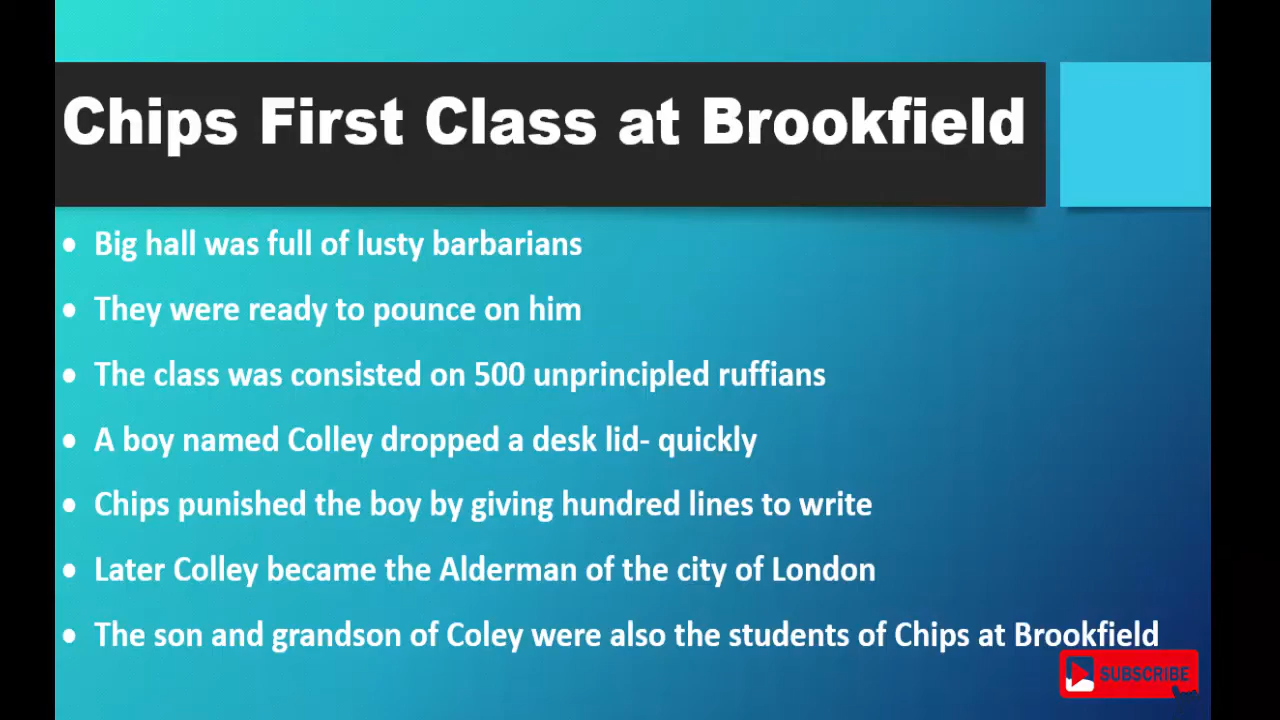 Chips First Class at Brookfield
• Big hall was full of lusty barbarians
• They were ready to pounce on him
• The class was consisted on 500 unprincipled ruffians
• A boy named Colley dropped a desk lid- quickly
• Chips punished the boy by giving hundred lines to write
• Later Colley became the Alderman of the city of London
• The son and grandson of Coley were also the students of Chips at Brookfield
SUBSCRIBE